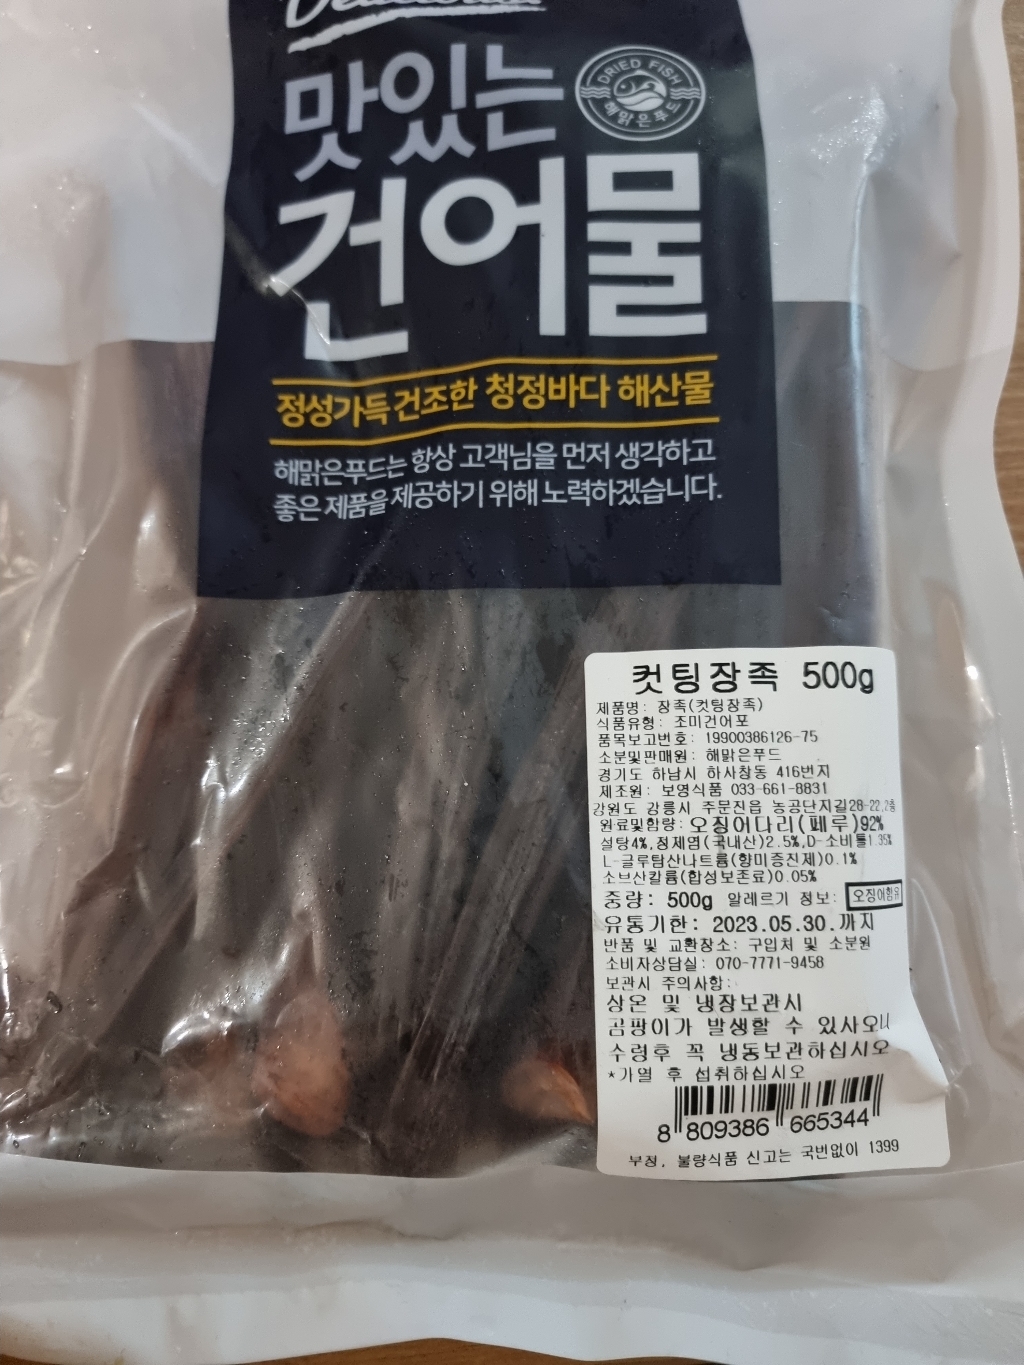 맛있는
건어물
DRIED FISH
해맑은푸드
정성가득 건조한 청정바다 해산물
해맑은푸드는 항상 고객님을 먼저 생각하고
좋은 제품을 제공하기 위해 노력하겠습니다.
컷팅장족 500g
제품명: 장족(컷팅장족)
식품유형: 조미건어포
품목보고번호: 19900386126-75
소분및판매원: 해맑은푸드
경기도 하남시 하사창동 416번지
제조원: 보영식품 033-661-8831
강원도 강릉시 주문진읍 농공단지길28-22,2층
원료및함량: 오징어다리(페루)92%
설탕4%,정제염(국내산)2.5%,D-소비톨1.35%
L-글루탐산나트륨(향미증진제)0.1%
소브산칼륨(합성보존료)0.05%
중량: 500g 알레르기 정보: 오징어함유
유통기한: 2023.05.30.까지
반품 및 교환장소: 구입처 및 소분원
소비자상담실: 070-7771-9458
보관시 주의사항:
상온 및 냉장보관시
곰팡이가 발생할 수 있사오니
수령후 꼭 냉동보관하십시오
*가열 후 섭취하십시오
8 809386 665344
부정, 불량식품 신고는 국번없이 1399